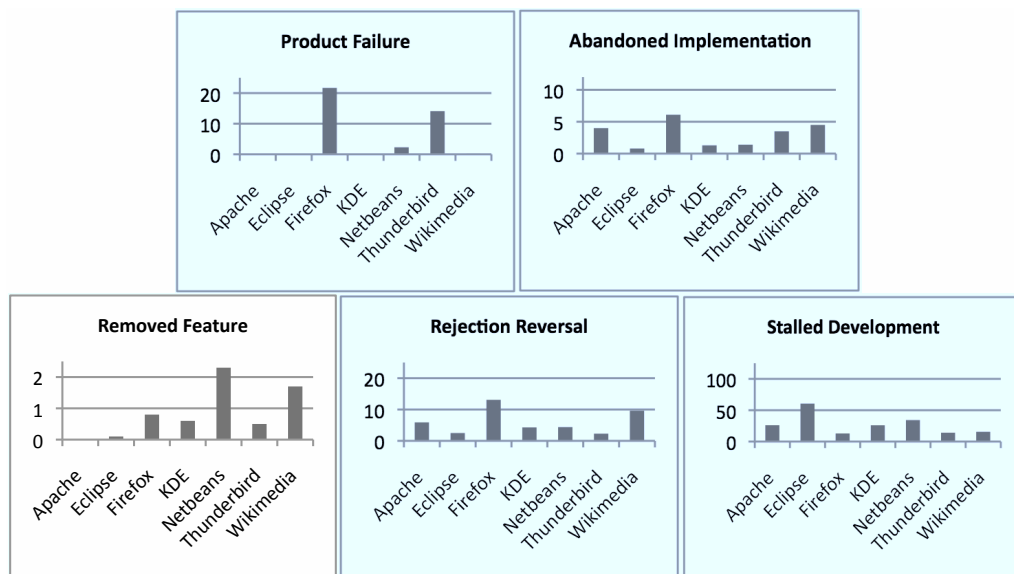 Product Failure
20
10
0
Apache
Eclipse
Firefox
KDE
Netbeans
Thunderbird
Wikimedia
Abandoned Implementation
10
5
0
Apache
Eclipse
Firefox
KDE
Netbeans
Thunderbird
Wikimedia
Removed Feature
2
1
0
Apache
Eclipse
Firefox
KDE
Netbeans
Thunderbird
Wikimedia
Rejection Reversal
20
10
0
Apache
Eclipse
Firefox
KDE
Netbeans
Thunderbird
Wikimedia
Stalled Development
100
50
0
Apache
Eclipse
Firefox
KDE
Netbeans
Thunderbird
Wikimedia